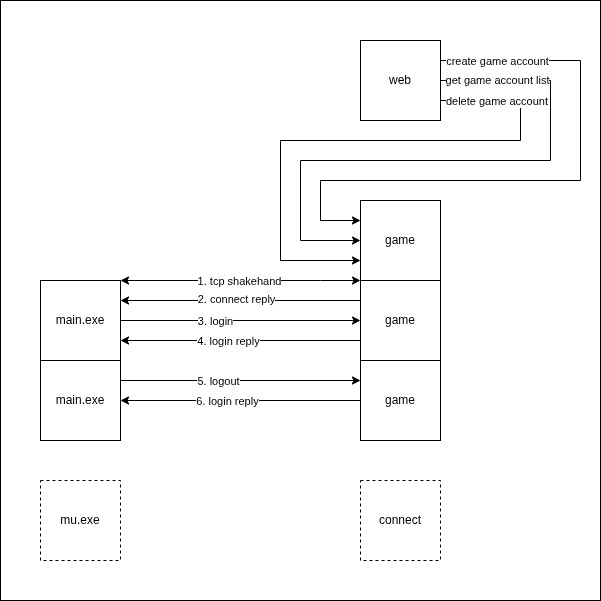 create game account
web
get game account list
delete game account
game
1. tcp shakehand
2. connect reply
main.exe
3. login
game
4. login reply
5. logout
main.exe
6. login reply
game
mu.exe
connect